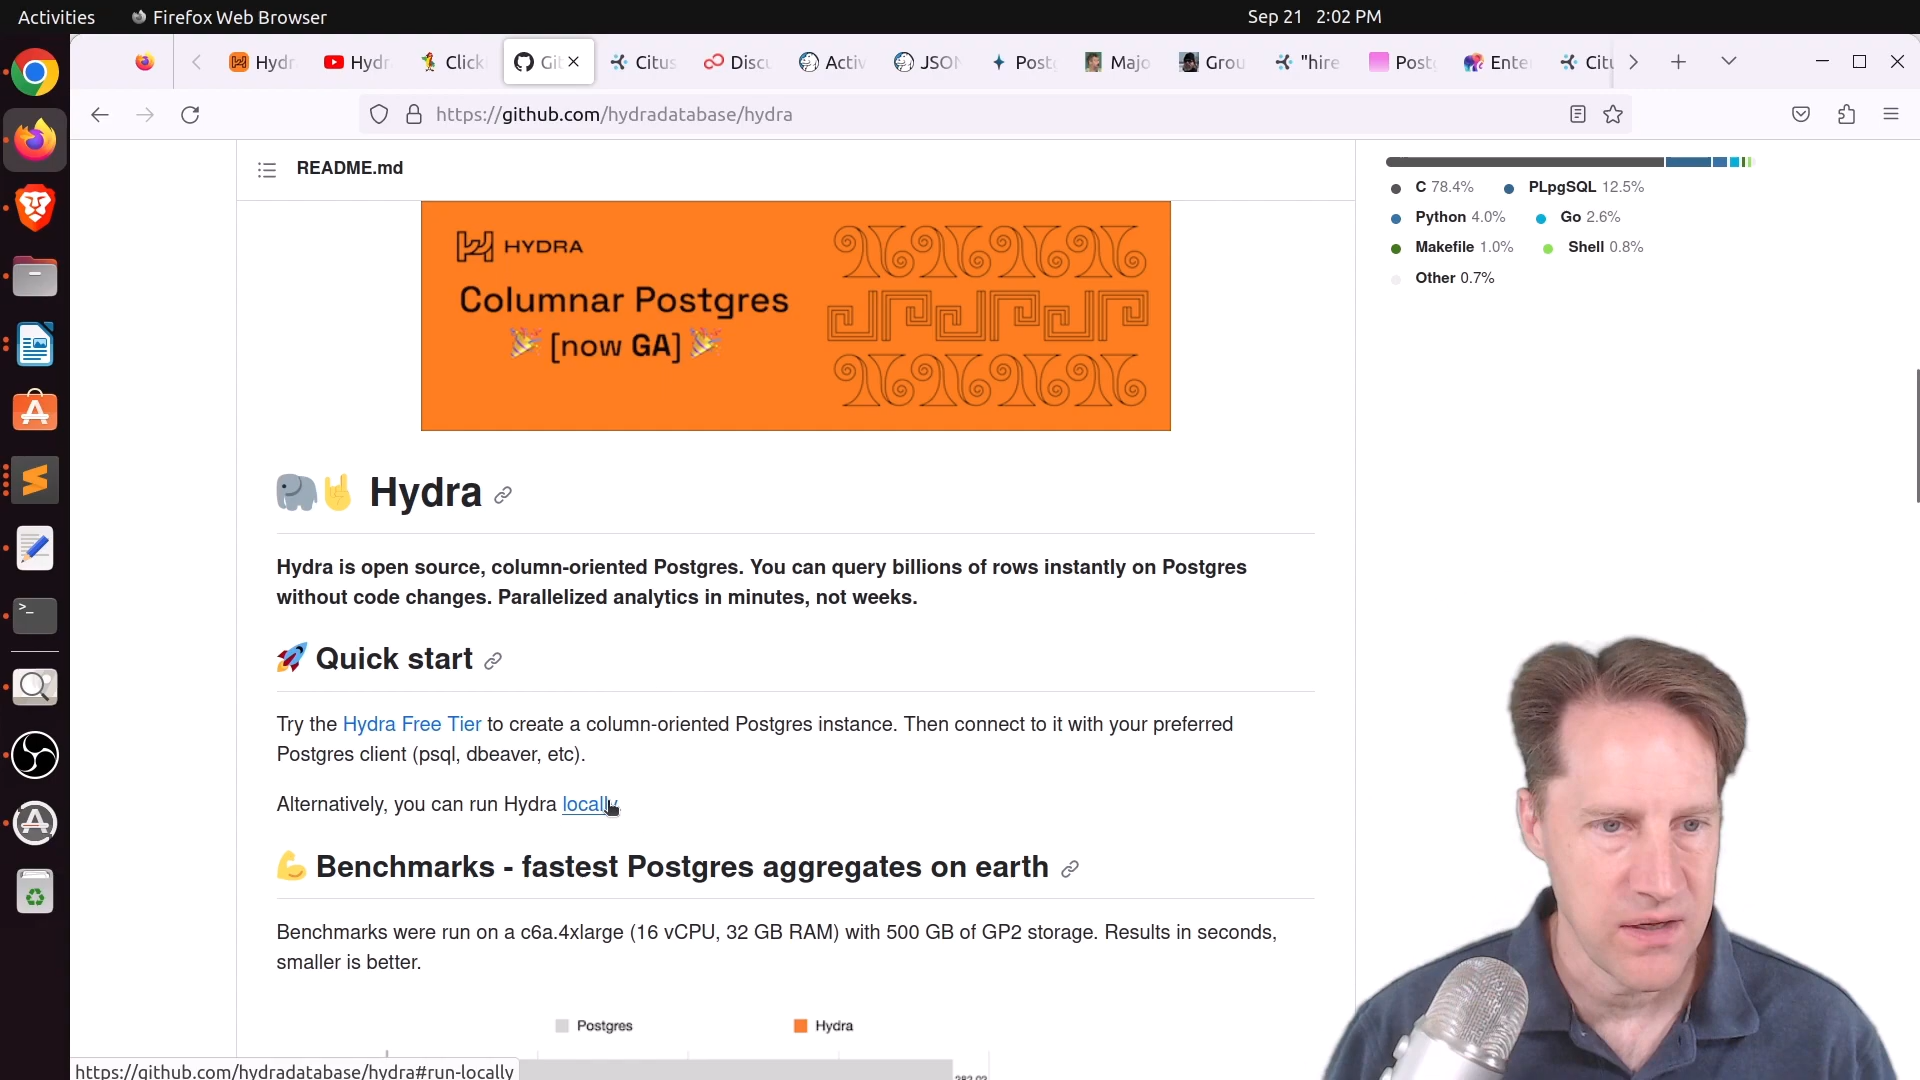 Activities Firefox Web Browser Sep 21 2:02 PM
Hydr Hydr Click Git Citus Discu Activ JSON Postg Majo Grou "hire Postg Ente Citu
https://github.com/hydradatabase/hydra
README.md
HYDRA
Columnar Postgres
[now GA]
C 78.4% PLpgSQL 12.5%
Python 4.0% Go 2.6%
Makefile 1.0% Shell 0.8%
Other 0.7%
Hydra
Hydra is open source, column-oriented Postgres. You can query billions of rows instantly on Postgres
without code changes. Parallelized analytics in minutes, not weeks.
Quick start
Try the Hydra Free Tier to create a column-oriented Postgres instance. Then connect to it with your preferred
Postgres client (psql, dbeaver, etc).
Alternatively, you can run Hydra locally
Benchmarks - fastest Postgres aggregates on earth
Benchmarks were run on a c6a.4xlarge (16 vCPU, 32 GB RAM) with 500 GB of GP2 storage. Results in seconds,
smaller is better.
Postgres Hydra
https://github.com/hydradatabase/hydra#run-locally